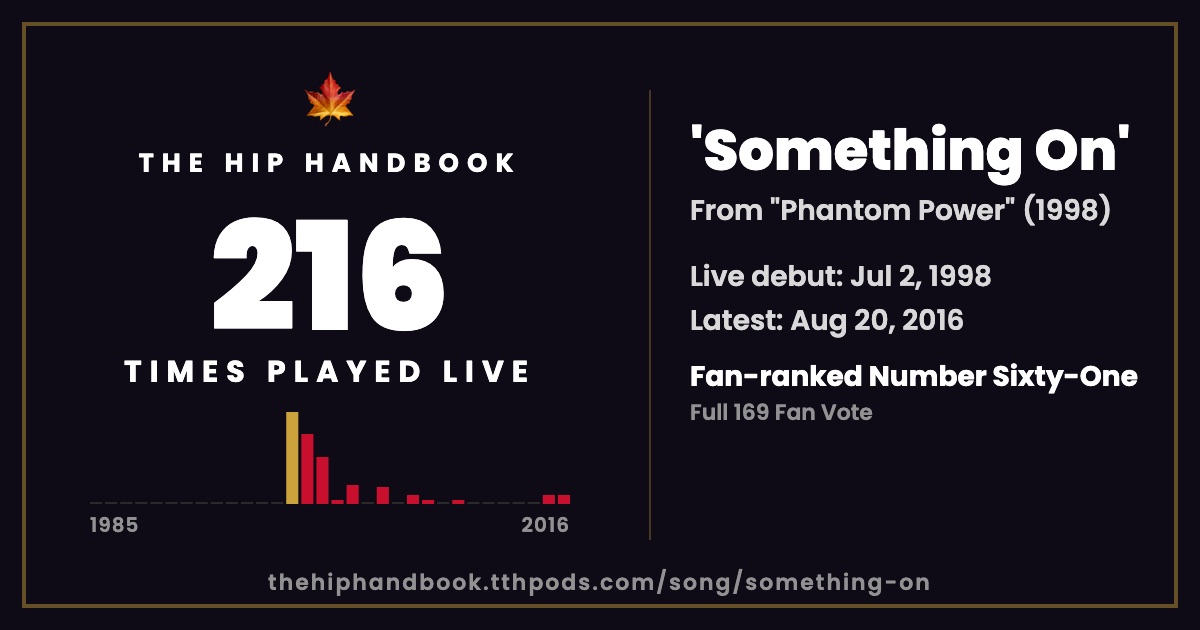 THE HIP HANDBOOK
216
TIMES PLAYED LIVE
1985
2016
'Something On'
From "Phantom Power" (1998)
Live debut: Jul 2, 1998
Latest: Aug 20, 2016
Fan-ranked Number Sixty-One
Full 169 Fan Vote
thehiphandbook.tthpods.com/song/something-on